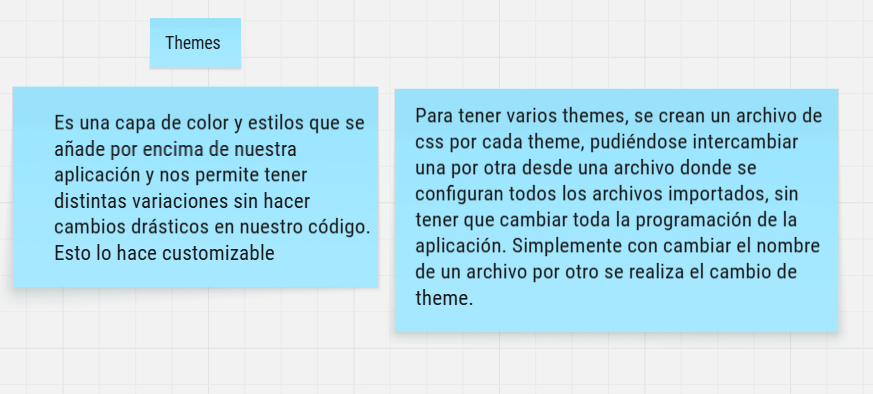 Themes
Es una capa de color y estilos que se
añade por encima de nuestra
aplicación y nos permite tener
distintas variaciones sin hacer
cambios drásticos en nuestro código.
Esto lo hace customizable
Para tener varios themes, se crean un archivo de
css por cada theme, pudiéndose intercambiar
una por otra desde una archivo donde se
configuran todos los archivos importados, sin
tener que cambiar toda la programación de la
aplicación. Simplemente con cambiar el nombre
de un archivo por otro se realiza el cambio de
theme.